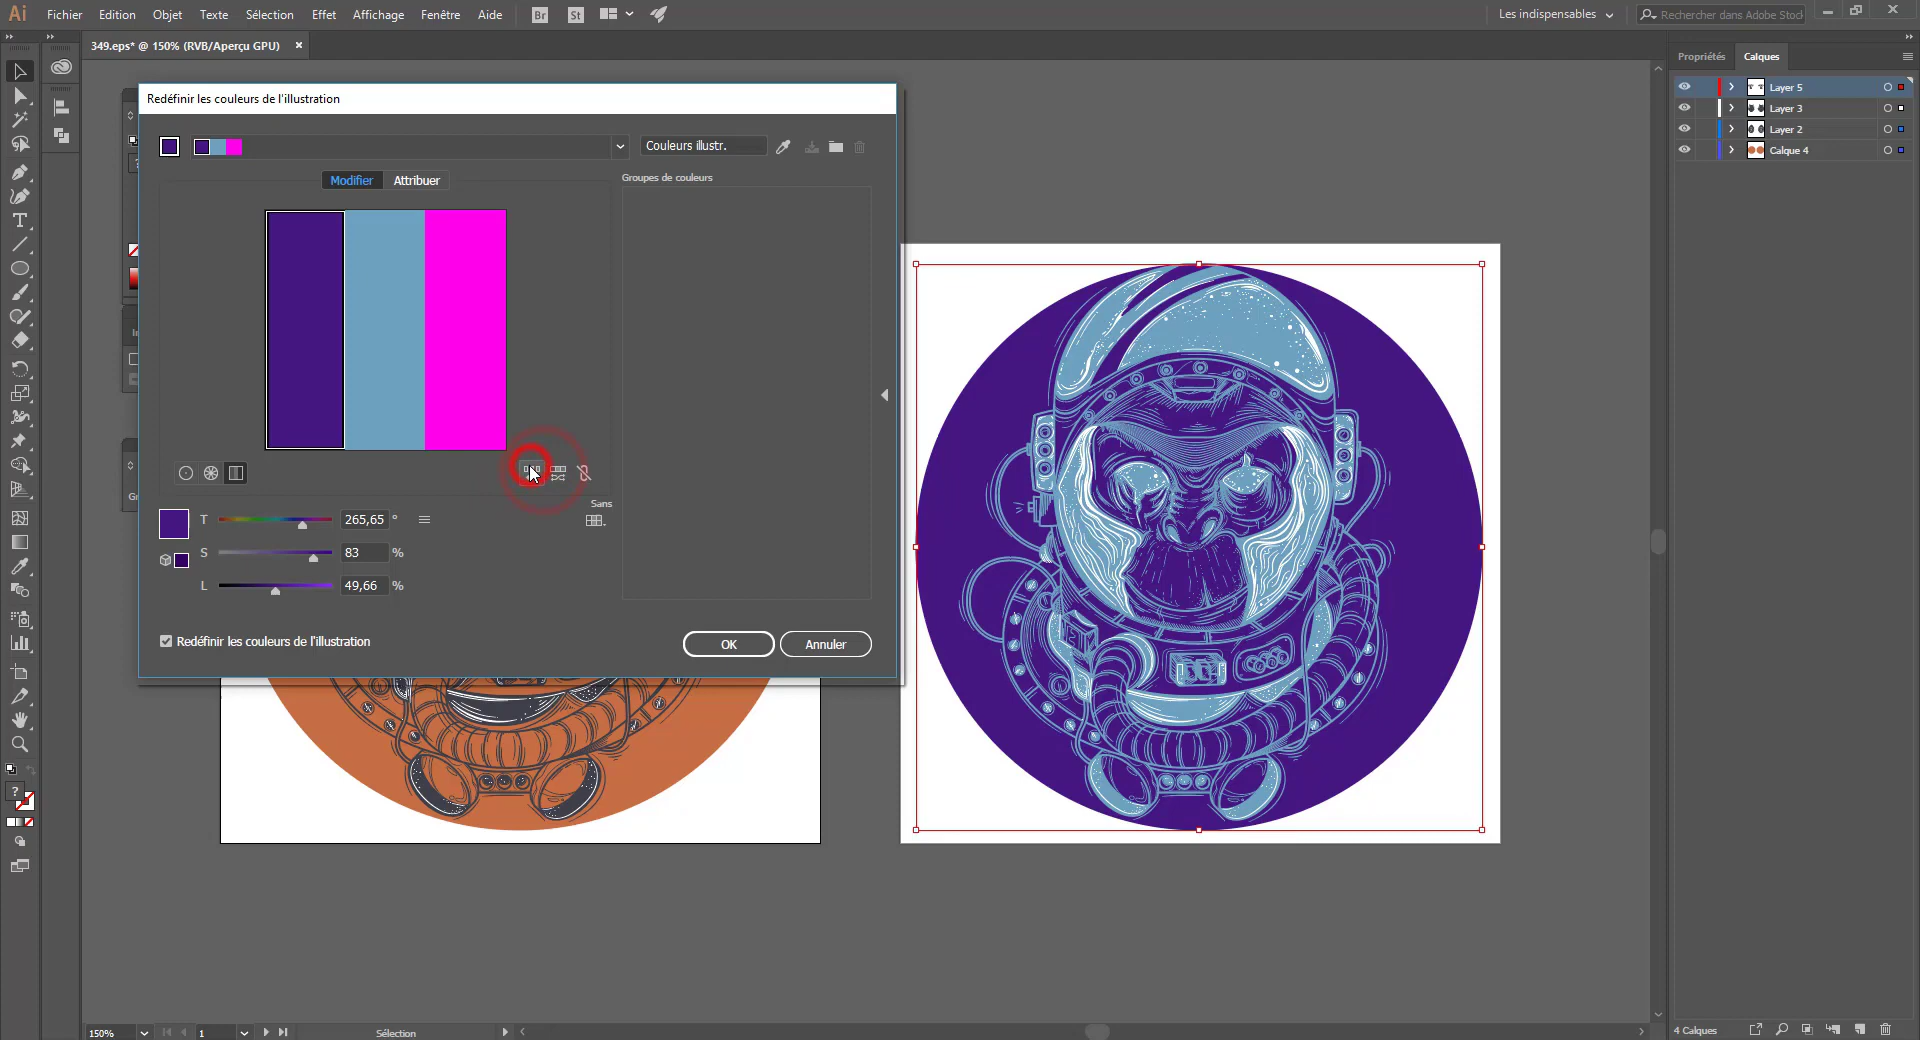 Ai Fichier Edition Objet Texte Sélection Effet Affichage Fenêtre Aide Br St Les indispensables Rechercher dans Adobe Stock
349.eps* @ 150% (RVB/Aperçu GPU) ×
Propriétés Calques
Redéfinir les couleurs de l'illustration
Couleurs illustr.
Modifier Attribuer
Groupes de couleurs
Layer 5
Layer 3
Layer 2
Calque 4
Sans
T 265,65 °
S 83 %
L 49,66 %
Redéfinir les couleurs de l'illustration
OK Annuler
150% 1 Sélection
4 Calques